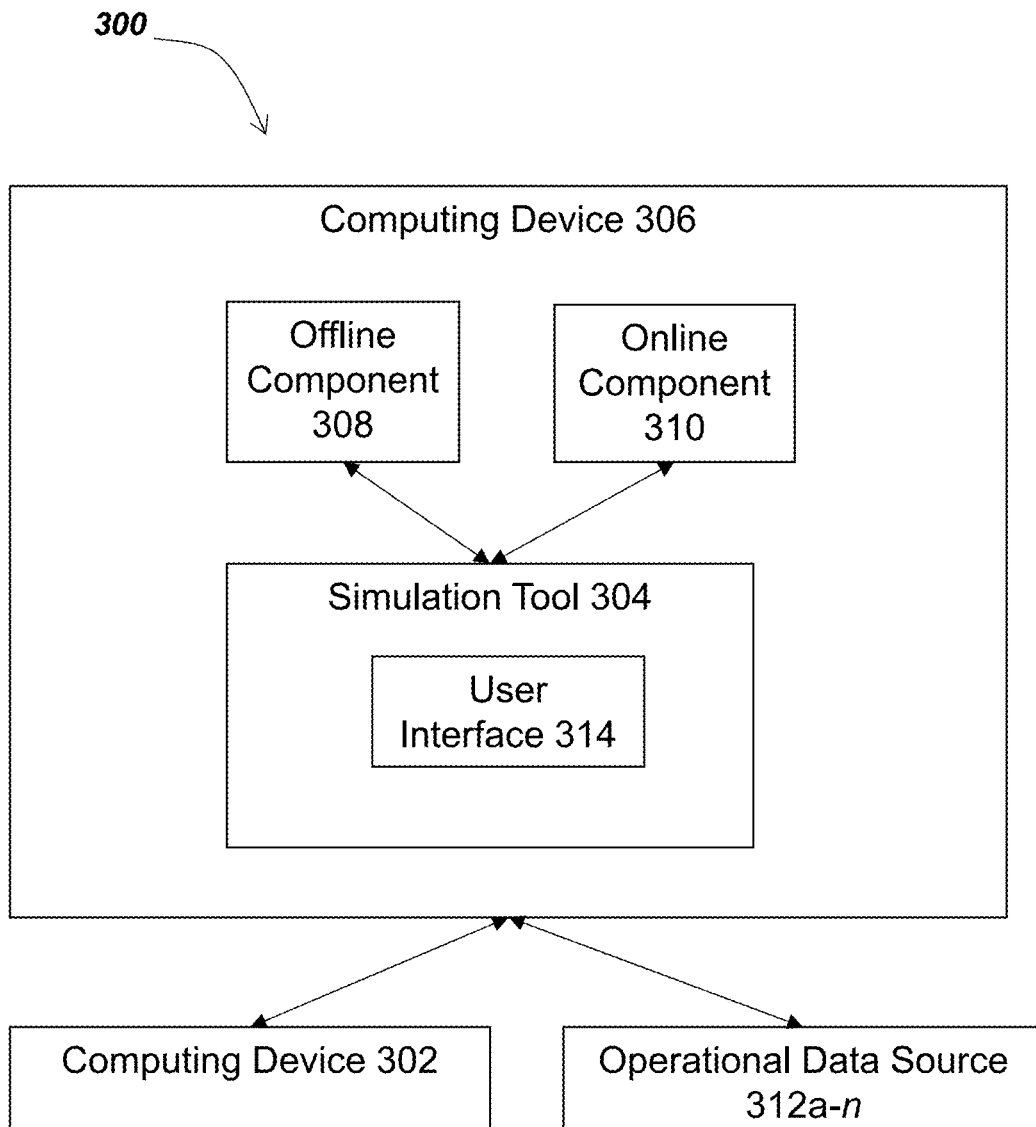 300
Computing Device 306
Offline
Component
308
Online
Component
310
Simulation Tool 304
User
Interface 314
Computing Device 302
Operational Data Source
312a-n